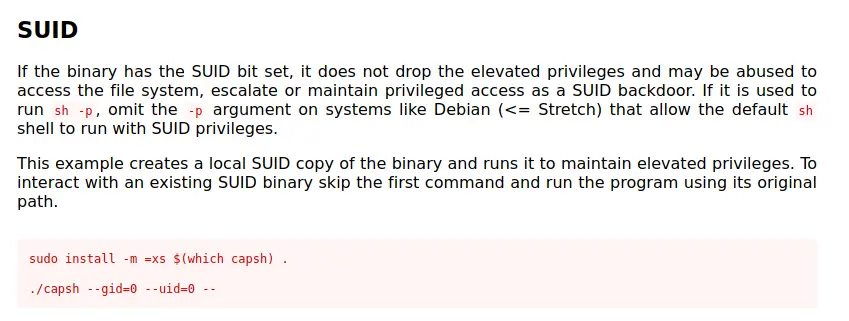 SUID
If the binary has the SUID bit set, it does not drop the elevated privileges and may be abused to
access the file system, escalate or maintain privileged access as a SUID backdoor. If it is used to
run sh -p, omit the -p argument on systems like Debian (<= Stretch) that allow the default sh
shell to run with SUID privileges.
This example creates a local SUID copy of the binary and runs it to maintain elevated privileges. To
interact with an existing SUID binary skip the first command and run the program using its original
path.
sudo install -m =xs $(which capsh) .
./capsh --gid=0 --uid=0 --